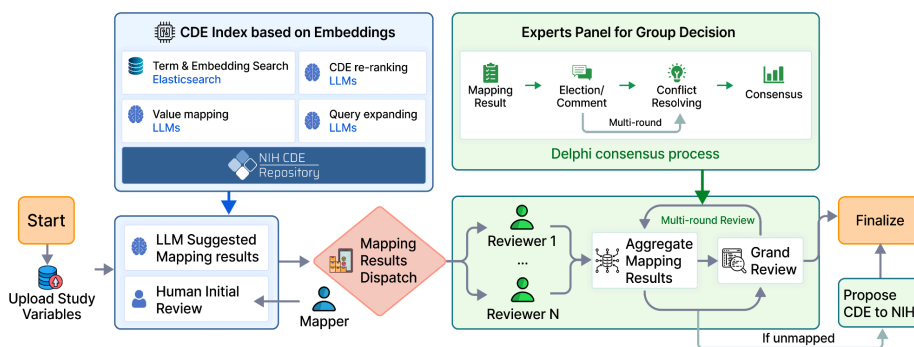 CDE Index based on Embeddings
Term & Embedding Search
Elasticsearch
CDE re-ranking
LLMs
Value mapping
LLMs
Query expanding
LLMs
NIH CDE
Repository
Experts Panel for Group Decision
Mapping
Result
Election/
Comment
Conflict
Resolving
Consensus
Multi-round
Delphi consensus process
Start
Upload Study
Variables
LLM Suggested
Mapping results
Human Initial
Review
Mapping
Results
Dispatch
Mapper
Reviewer 1
...
Reviewer N
Multi-round Review
Aggregate
Mapping
Results
Grand
Review
If unmapped
Finalize
Propose
CDE to NIH